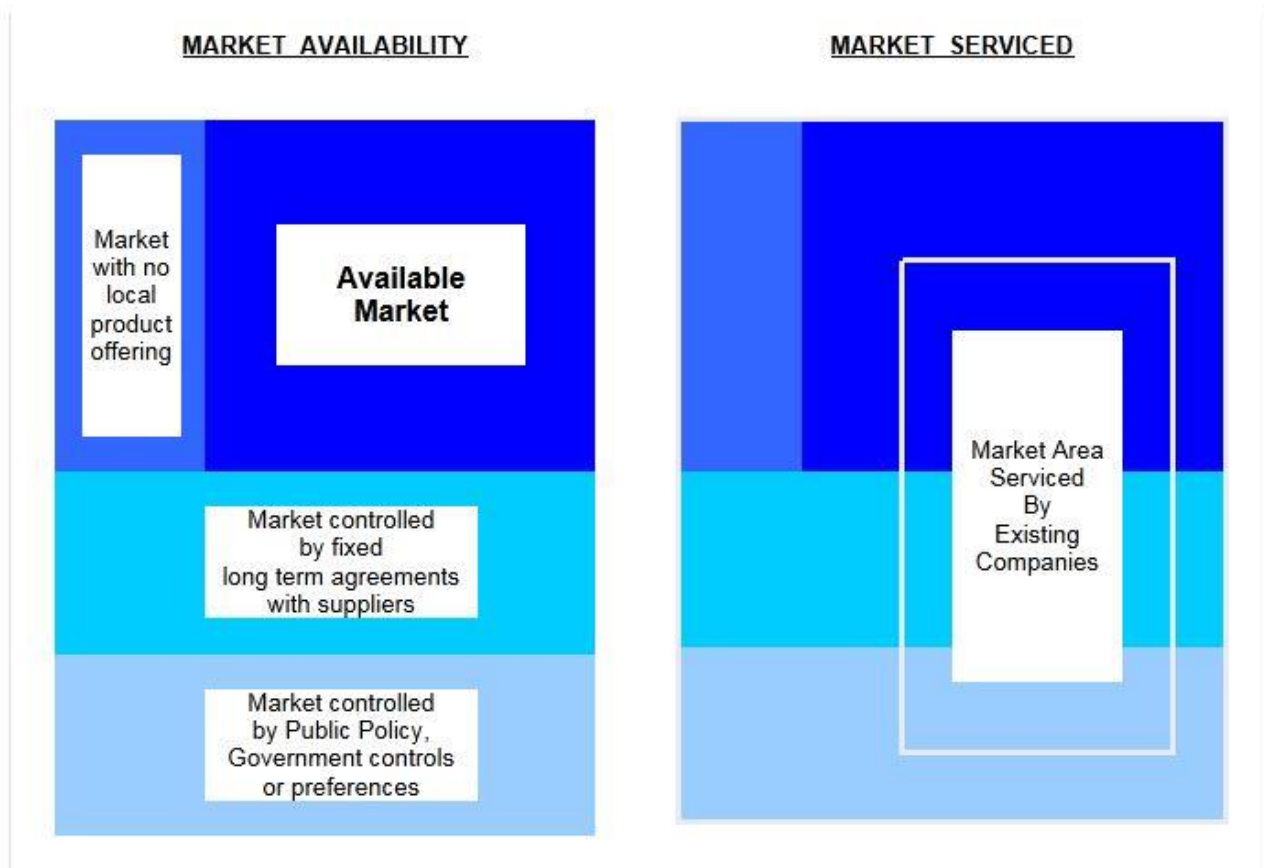 MARKET AVAILABILITY
MARKET SERVICED
Market
with no
local
product
offering
Available
Market
Market controlled
by fixed
long term agreements
with suppliers
Market controlled
by Public Policy,
Government controls
or preferences
Market Area
Serviced
By
Existing
Companies